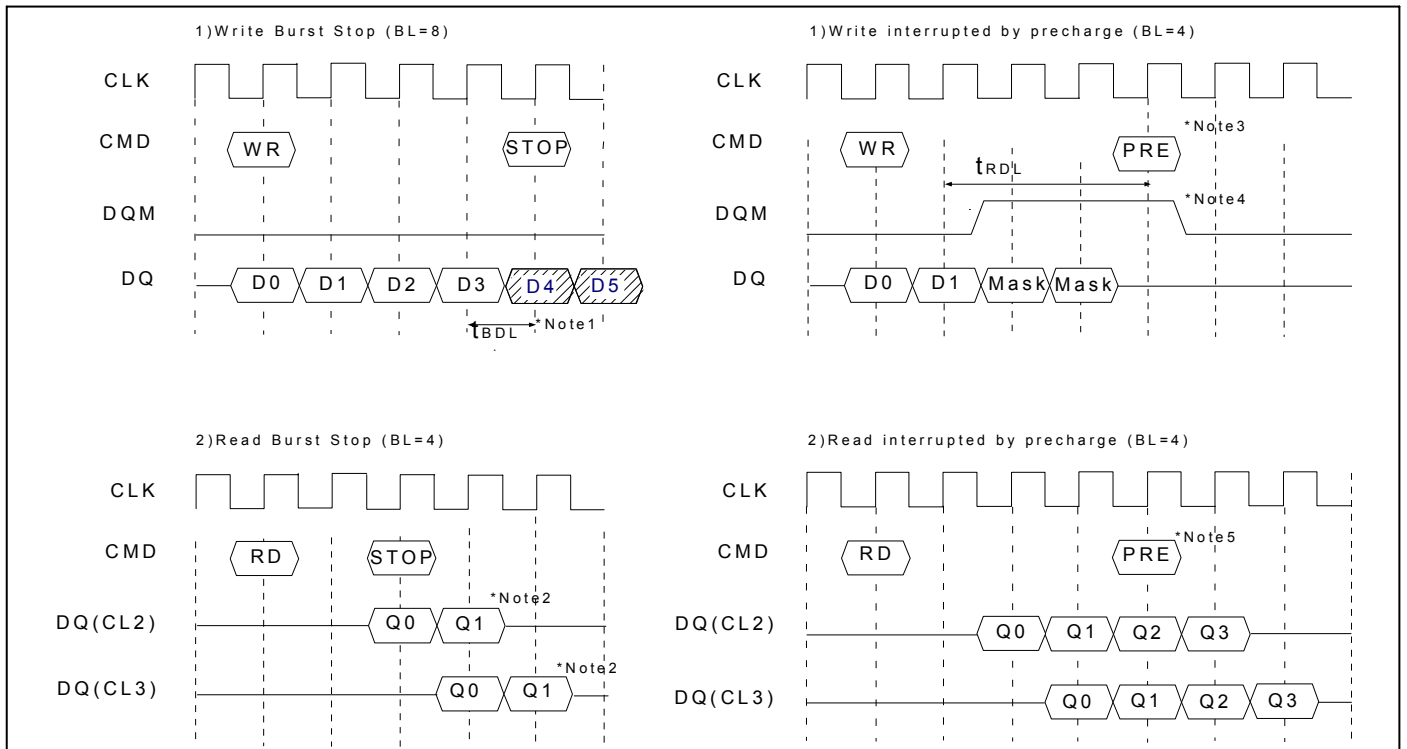 1)Write Burst Stop (BL=8)
CLK
CMD WR STOP
DQM
DQ D0 D1 D2 D3 D4 D5
tBDL *Note1
1)Write interrupted by precharge (BL=4)
CLK
CMD WR PRE *Note3
tRDL
DQM *Note4
DQ D0 D1 Mask Mask
2)Read Burst Stop (BL=4)
CLK
CMD RD STOP
DQ(CL2) Q0 Q1 *Note2
DQ(CL3) Q0 Q1 *Note2
2)Read interrupted by precharge (BL=4)
CLK
CMD RD PRE *Note5
DQ(CL2) Q0 Q1 Q2 Q3
DQ(CL3) Q0 Q1 Q2 Q3